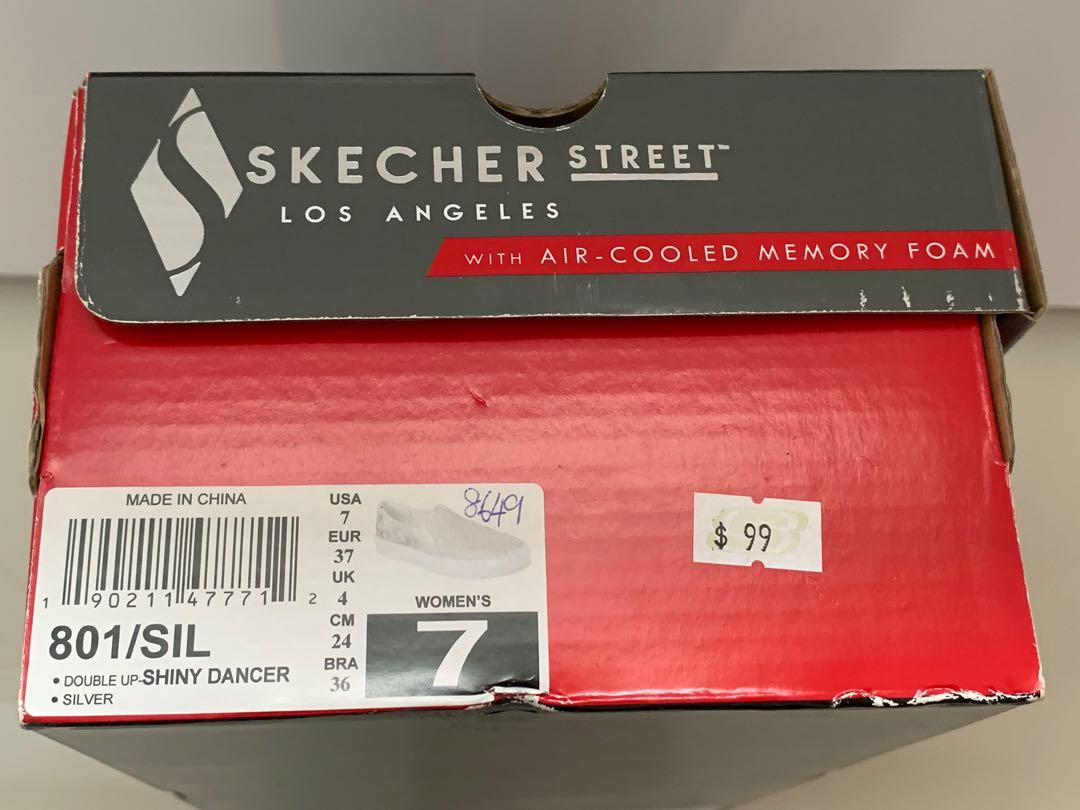 SKECHER STREET™
LOS ANGELES
WITH AIR-COOLED MEMORY FOAM
MADE IN CHINA
1 90211 47771 2
801/SIL
• DOUBLE UP-SHINY DANCER
• SILVER
USA
7
EUR
37
UK
4
CM
24
BRA
36
8649
WOMEN'S
7
$ 99